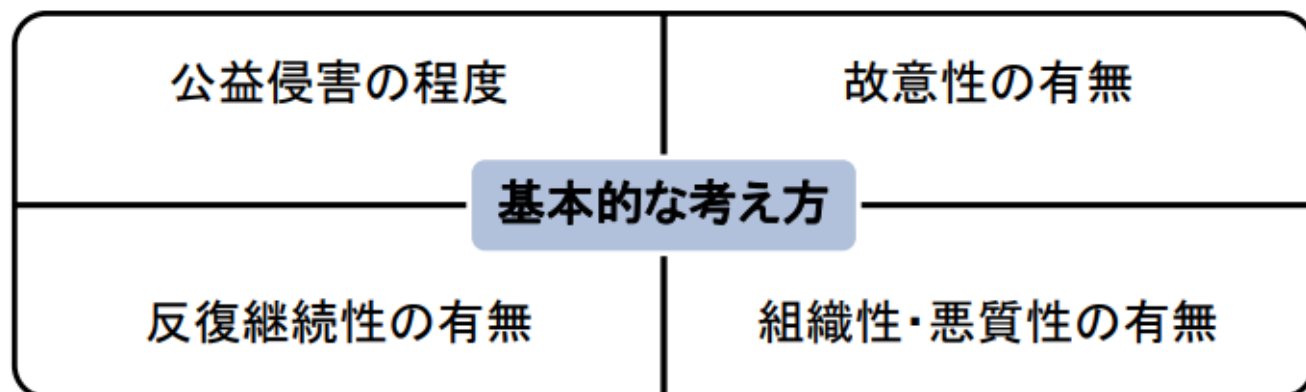 公益侵害の程度
故意性の有無
基本的な考え方
反復継続性の有無
組織性・悪質性の有無